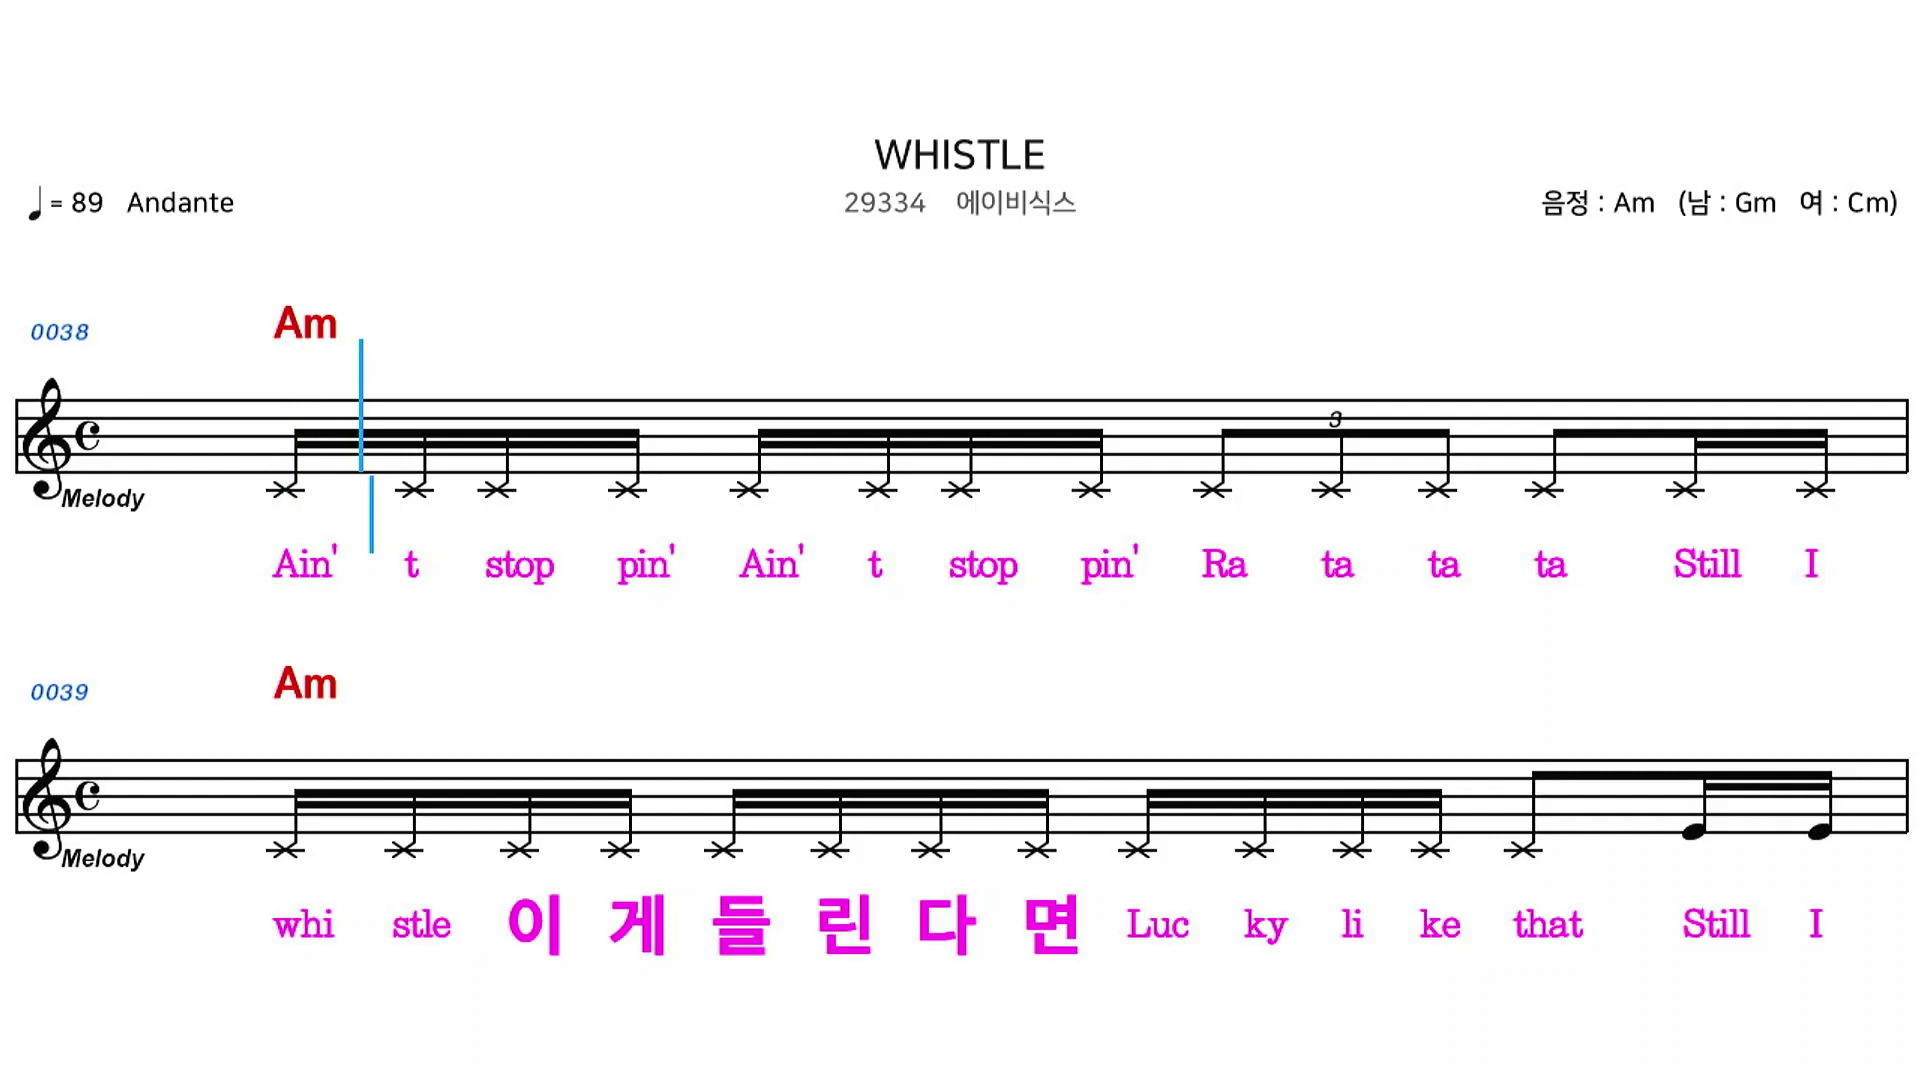 WHISTLE
♩= 89 Andante
29334 에이비식스
음정 : Am (남 : Gm 여 : Cm)
0038 Am
3
Melody
Ain' t stop pin' Ain' t stop pin' Ra ta ta ta Still I
0039 Am
Melody
whi stle 이 게 들 린 다 면 Luc ky li ke that Still I